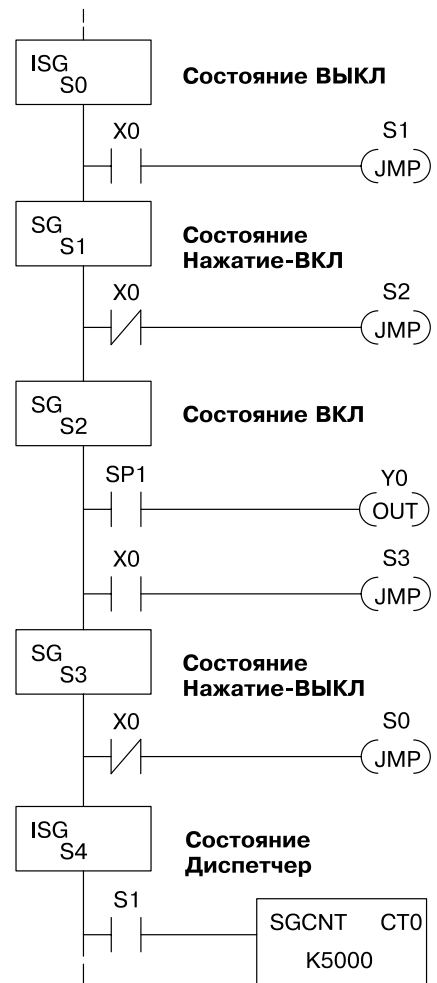 ISG
S0
Состояние ВЫКЛ
X0
S1
JMP
SG
S1
Состояние
Нажатие-ВКЛ
X0
S2
JMP
SG
S2
Состояние ВКЛ
SP1
Y0
OUT
X0
S3
JMP
SG
S3
Состояние
Нажатие-ВЫКЛ
X0
S0
JMP
ISG
S4
Состояние
Диспетчер
S1
SGCNT CT0
K5000